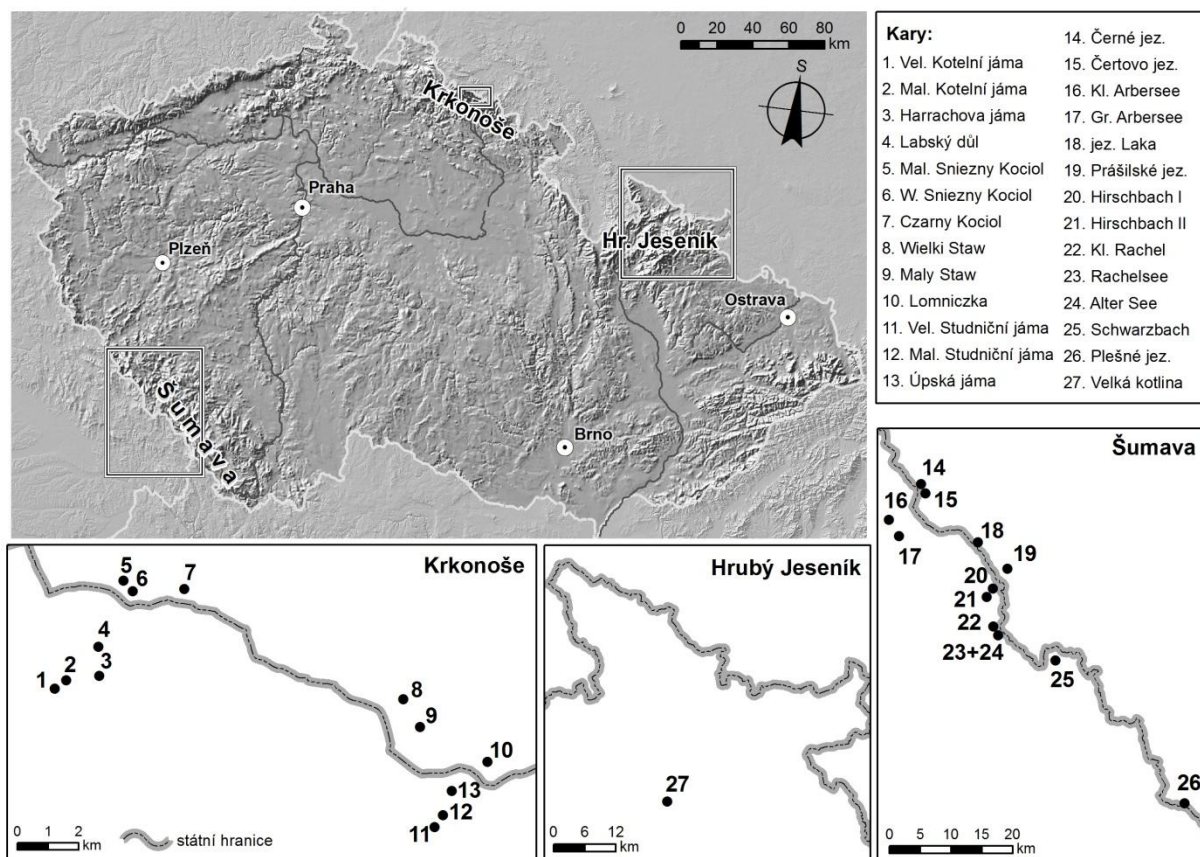 0 20 40 60 80
km
S
Krkonoše
Praha
Plzeň
Hr. Jeseník
Ostrava
Šumava
Brno
Kary:
1. Vel. Kotelní jáma
2. Mal. Kotelní jáma
3. Harrachova jáma
4. Labský důl
5. Mal. Sniezny Kociol
6. W. Sniezny Kociol
7. Czarny Kociol
8. Wielki Staw
9. Maly Staw
10. Lomniczka
11. Vel. Studniční jáma
12. Mal. Studniční jáma
13. Úpská jáma
14. Černé jez.
15. Čertovo jez.
16. Kl. Arbersee
17. Gr. Arbersee
18. jez. Laka
19. Prášilské jez.
20. Hirschbach I
21. Hirschbach II
22. Kl. Rachel
23. Rachelsee
24. Alter See
25. Schwarzbach
26. Plešné jez.
27. Velká kotlina
Krkonoše
5
6
7
4
3
2
1
8
9
10
13
12
11
0 1 2
km
státní hranice
Hrubý Jeseník
27
0 6 12
km
Šumava
14
15
16
17
18
19
20
21
22
23+24
25
26
0 5 10 15 20
km